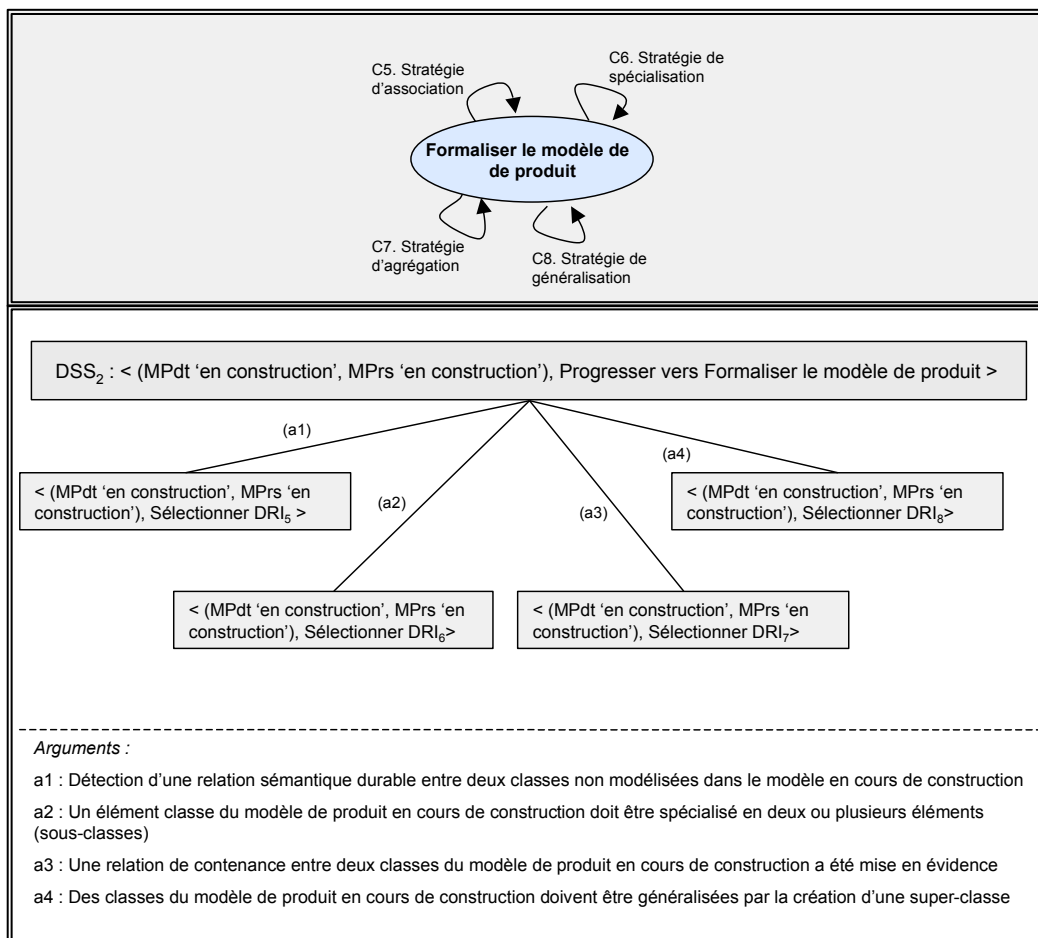 C5. Stratégie
d’association
C6. Stratégie de
spécialisation
Formaliser le modèle de
de produit
C7. Stratégie
d’agrégation
C8. Stratégie de
généralisation
DSS2 : < (MPdt ‘en construction’, MPrs ‘en construction’), Progresser vers Formaliser le modèle de produit >
(a1)
(a2)
(a3)
(a4)
< (MPdt ‘en construction’, MPrs ‘en
construction’), Sélectionner DRI5 >
< (MPdt ‘en construction’, MPrs ‘en
construction’), Sélectionner DRI8>
< (MPdt ‘en construction’, MPrs ‘en
construction’), Sélectionner DRI6>
< (MPdt ‘en construction’, MPrs ‘en
construction’), Sélectionner DRI7>
Arguments :
a1 : Détection d’une relation sémantique durable entre deux classes non modélisées dans le modèle en cours de construction
a2 : Un élément classe du modèle de produit en cours de construction doit être spécialisé en deux ou plusieurs éléments
(sous-classes)
a3 : Une relation de contenance entre deux classes du modèle de produit en cours de construction a été mise en évidence
a4 : Des classes du modèle de produit en cours de construction doivent être généralisées par la création d’une super-classe